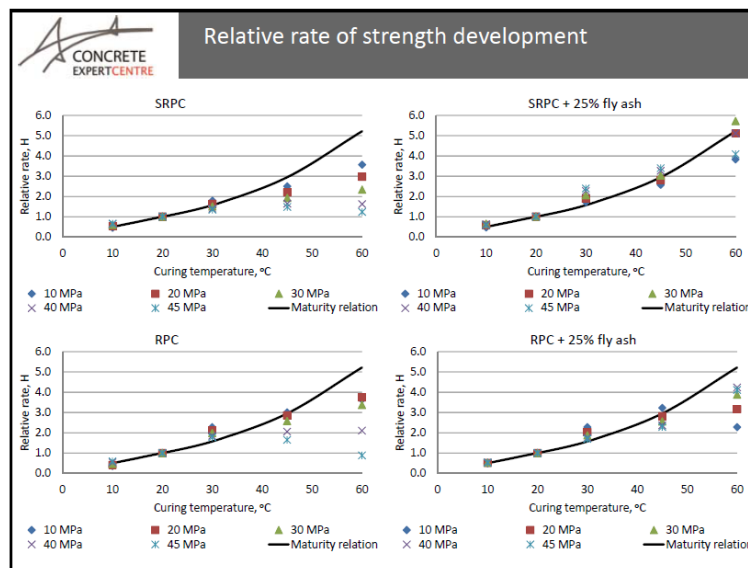 CONCRETE
EXPERTCENTRE
Relative rate of strength development
SRPC
6.0
5.0
4.0
3.0
2.0
1.0
0.0
Relative rate, H
0 10 20 30 40 50 60
Curing temperature, ºC
10 MPa 20 MPa 30 MPa
40 MPa 45 MPa Maturity relation
SRPC + 25% fly ash
6.0
5.0
4.0
3.0
2.0
1.0
0.0
Relative rate, H
0 10 20 30 40 50 60
Curing temperature, ºC
10 MPa 20 MPa 30 MPa
40 MPa 45 MPa Maturity relation
RPC
6.0
5.0
4.0
3.0
2.0
1.0
0.0
Relative rate, H
0 10 20 30 40 50 60
Curing temperature, ºC
10 MPa 20 MPa 30 MPa
40 MPa 45 MPa Maturity relation
RPC + 25% fly ash
6.0
5.0
4.0
3.0
2.0
1.0
0.0
Relative rate, H
0 10 20 30 40 50 60
Curing temperature, ºC
10 MPa 20 MPa 30 MPa
40 MPa 45 MPa Maturity relation